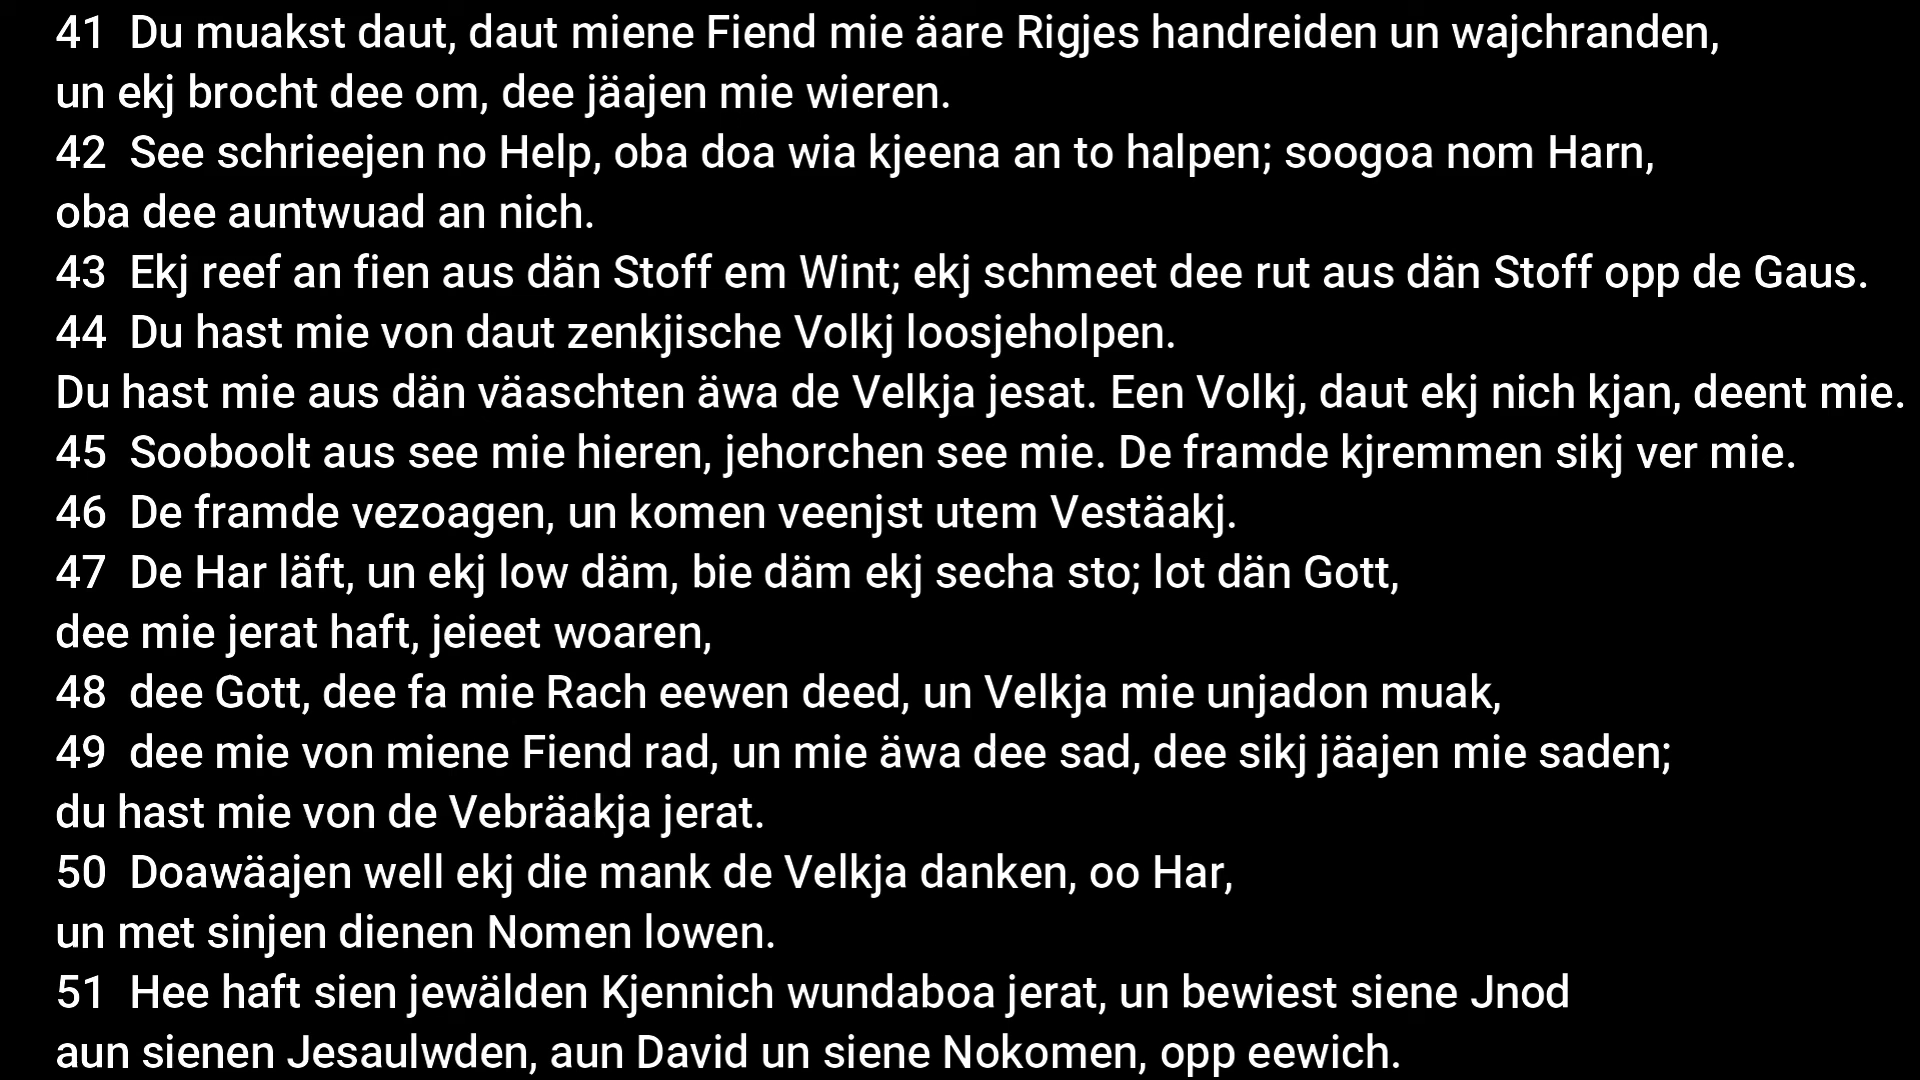 41  Du muakst daut, daut miene Fiend mie äare Rigjes handreiden un wajchranden,
un ekj brocht dee om, dee jäajen mie wieren.
42  See schrieejen no Help, oba doa wia kjeena an to halpen; soogoa nom Harn,
oba dee auntwuad an nich.
43  Ekj reef an fien aus dän Stoff em Wint; ekj schmeet dee rut aus dän Stoff opp de Gaus.
44  Du hast mie von daut zenkjische Volkj loosjeholpen.
Du hast mie aus dän väaschten äwa de Velkja jesat. Een Volkj, daut ekj nich kjan, deent mie.
45  Sooboolt aus see mie hieren, jehorchen see mie. De framde kjremmen sikj ver mie.
46  De framde vezoagen, un komen veenjst utem Vestäakj.
47  De Har läft, un ekj low däm, bie däm ekj secha sto; lot dän Gott,
dee mie jerat haft, jeieet woaren,
48  dee Gott, dee fa mie Rach eewen deed, un Velkja mie unjadon muak,
49  dee mie von miene Fiend rad, un mie äwa dee sad, dee sikj jäajen mie saden;
du hast mie von de Vebräakja jerat.
50  Doawäajen well ekj die mank de Velkja danken, oo Har,
un met sinjen dienen Nomen lowen.
51  Hee haft sien jewälden Kjennich wundaboa jerat, un bewiest siene Jnod
aun sienen Jesaulwden, aun David un siene Nokomen, opp eewich.